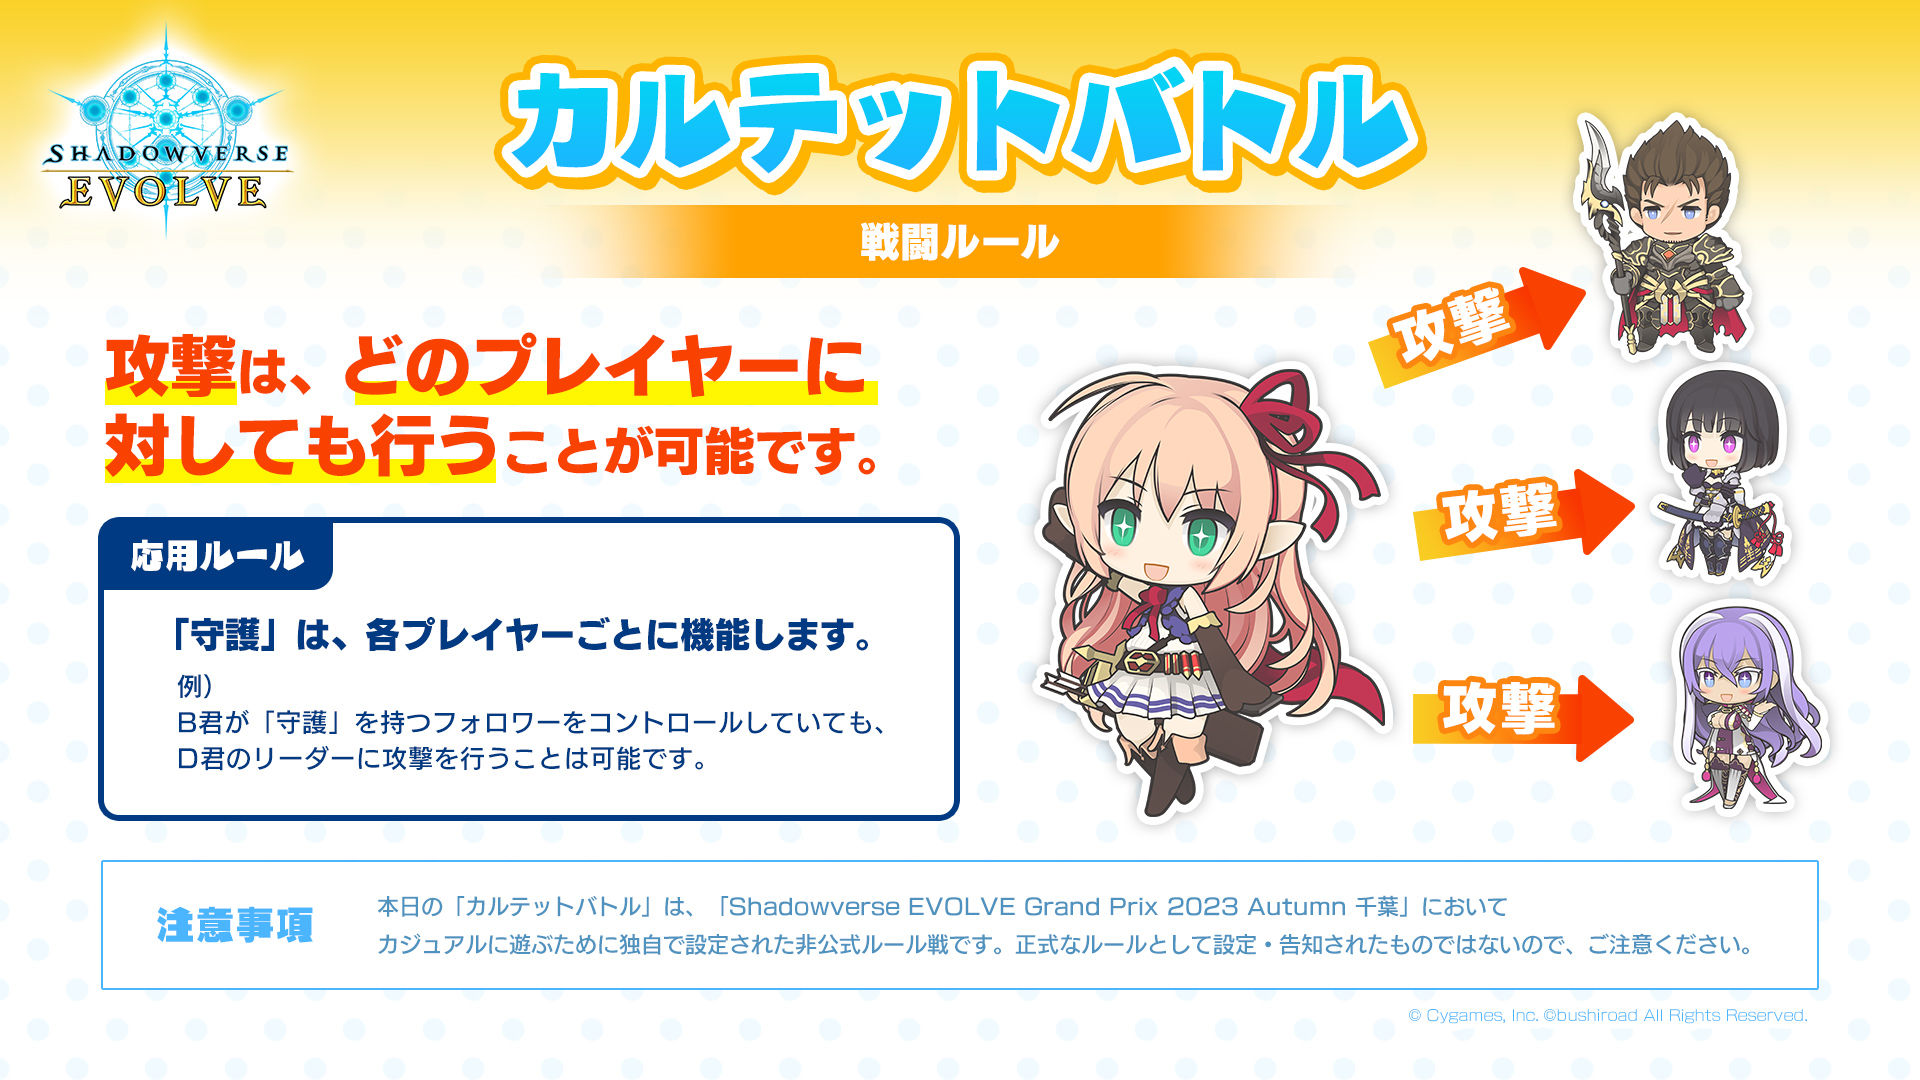 SHADOWVERSE
EVOLVE
カルテットバトル
戦闘ルール
攻撃は、どのプレイヤーに
対しても行うことが可能です。
攻撃
攻撃
攻撃
応用ルール
「守護」は、各プレイヤーごとに機能します。
例）
B君が「守護」を持つフォロワーをコントロールしていても、
D君のリーダーに攻撃を行うことは可能です。
注意事項
本日の「カルテットバトル」は、「Shadowverse EVOLVE Grand Prix 2023 Autumn 千葉」において
カジュアルに遊ぶために独自で設定された非公式ルール戦です。正式なルールとして設定・告知されたものではないので、ご注意ください。
© Cygames, Inc. ©bushiroad All Rights Reserved.